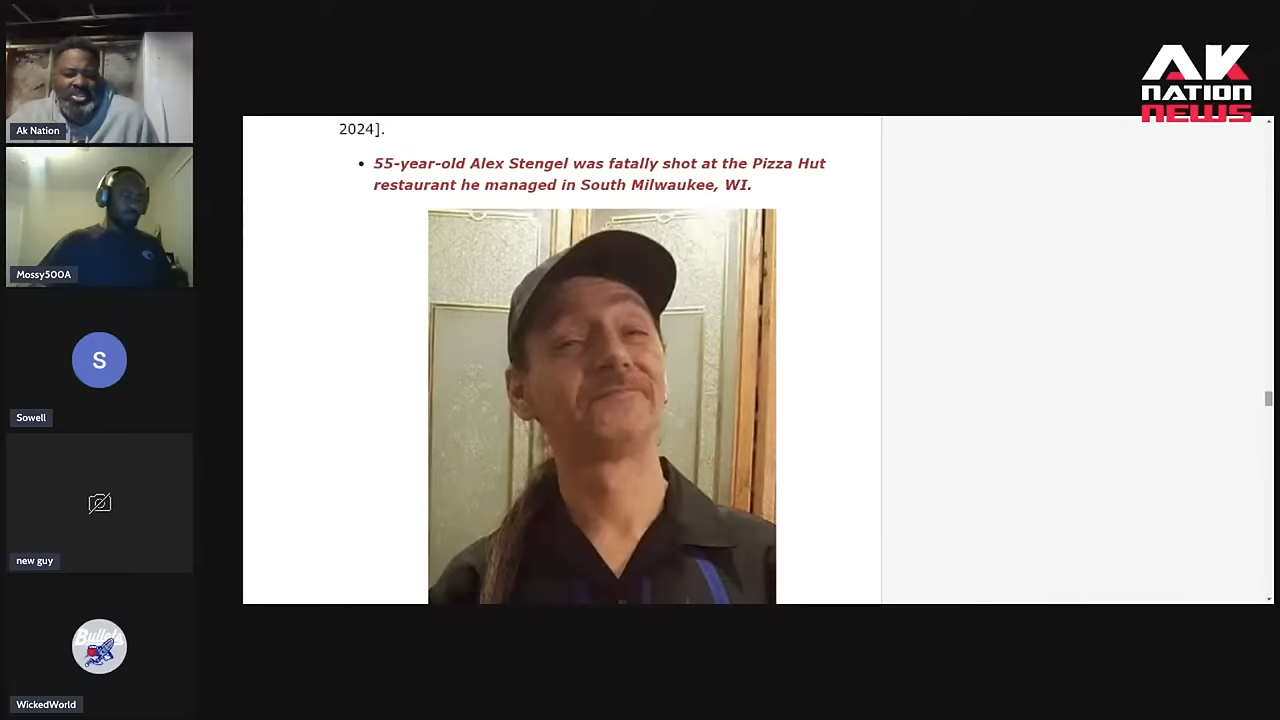 Ak Nation
Mossy500A
S
Sowell
new guy
Bullets
WickedWorld
AK
NATION
NEWS
2024].
• 55-year-old Alex Stengel was fatally shot at the Pizza Hut
restaurant he managed in South Milwaukee, WI.